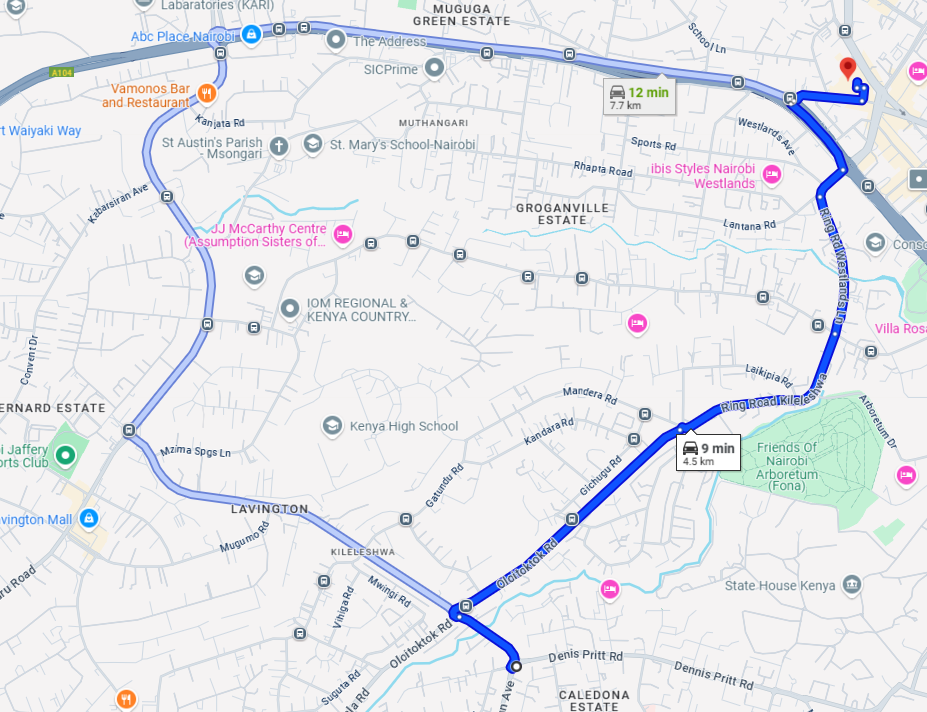 Labaratories (KARI)
MUGUGA
GREEN ESTATE
School Ln
Abc Place Nairobi
The Address
A104
SICPrime
12 min
7.7 km
Vamonos Bar
and Restaurant
Kanjata Rd
MUTHANGARI
Westlands Ave
rt Waiyaki Way
St Austin's Parish
- Msongari
St. Mary's School-Nairobi
Sports Rd
Rhapta Road
ibis Styles Nairobi
Westlands
Kabarsiran Ave
GROGANVILLE
ESTATE
Lantana Rd
JJ McCarthy Centre
(Assumption Sisters of...
Ring Rd Westlands Ln
Conso
IOM REGIONAL &
KENYA COUNTRY...
Villa Rosa
Convent Dr
Laikipia Rd
Mandera Rd
Ring Road Kileleshwa
Arboretum Dr
ERNARD ESTATE
Kenya High School
Kandara Rd
9 min
4.5 km
Friends Of
Nairobi
Arboretum
(Fona)
i Jaffery
orts Club
Mzima Spgs Ln
Gichugu Rd
Gatundu Rd
LAVINGTON
avington Mall
Mugumo Rd
KILELESHWA
Oloitoktok Rd
State House Kenya
Mwingi Rd
Viniga Rd
uru Road
Oloitoktok Rd
Denis Pritt Rd
Dennis Pritt Rd
Suguta Rd
la Rd
n Ave
CALEDONA
ESTATE